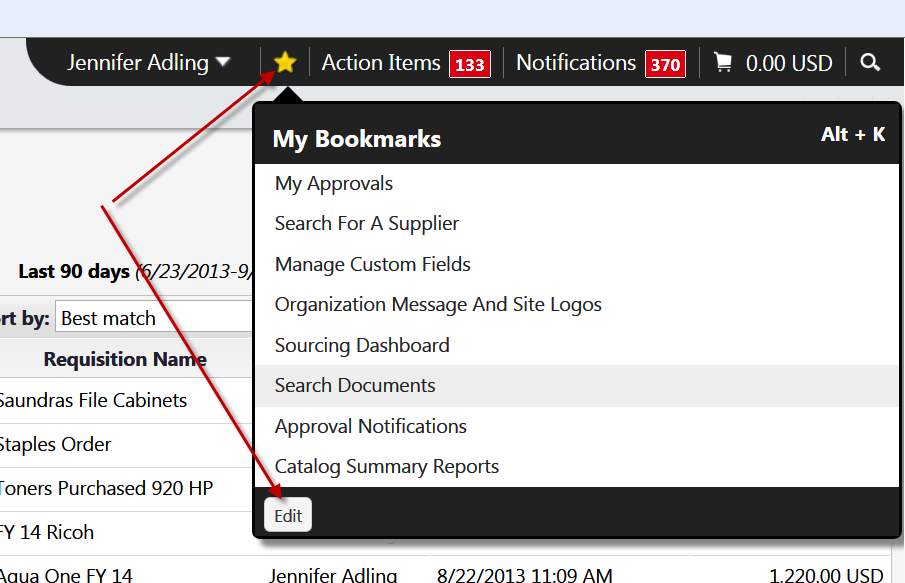 Jennifer Adling Action Items 133 Notifications 370 0.00 USD
My Bookmarks Alt + K
My Approvals
Search For A Supplier
Manage Custom Fields
Last 90 days (6/23/2013-9/
Organization Message And Site Logos
rt by: Best match
Sourcing Dashboard
Requisition Name
Search Documents
Saundras File Cabinets
Approval Notifications
Staples Order
Catalog Summary Reports
Toners Purchased 920 HP
Edit
FY 14 Ricoh
Aqua One FY 14 Jennifer Adling 8/22/2013 11:09 AM 1,220.00 USD